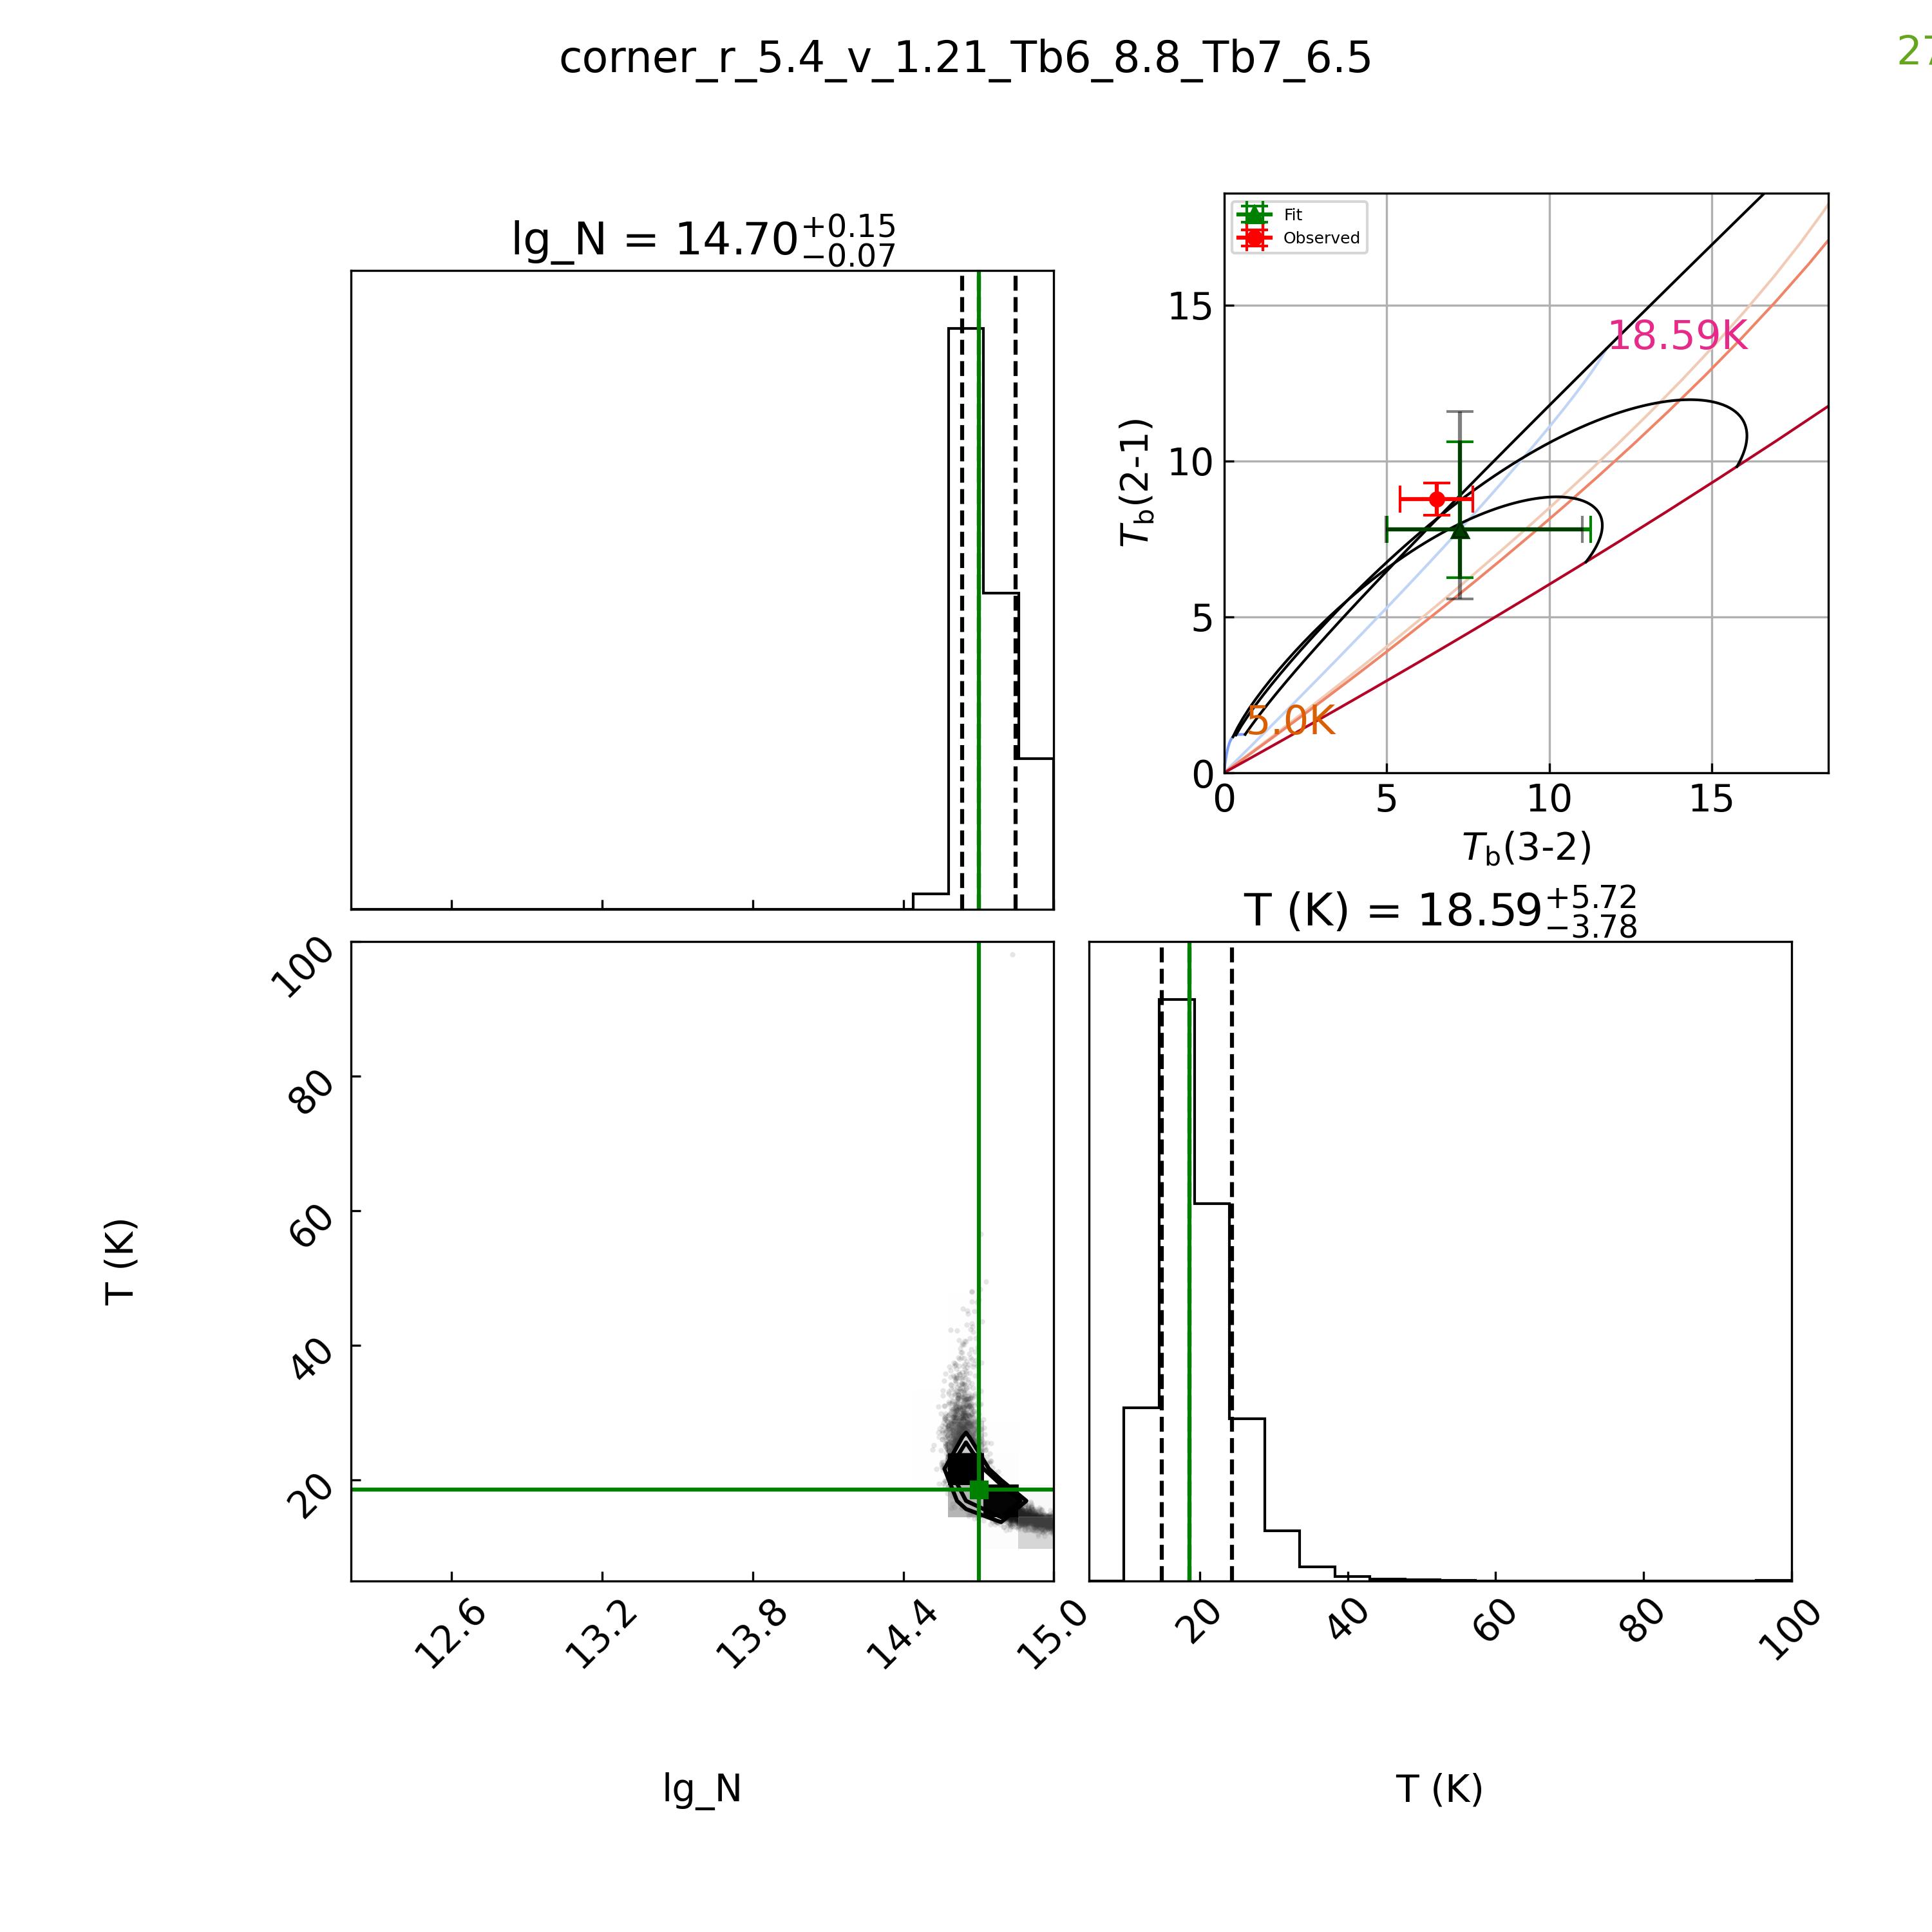 corner_r_5.4_v_1.21_Tb6_8.8_Tb7_6.5
27
lg_N = 14.70+0.15−0.07
Fit
Observed
18.59K
5.0K
15
10
5
0
Tb(2-1)
0 5 10 15
Tb(3-2)
T (K) = 18.59+5.72−3.78
100
80
60
40
20
T (K)
12.6 13.2 13.8 14.4 15.0
20 40 60 80 100
lg_N
T (K)